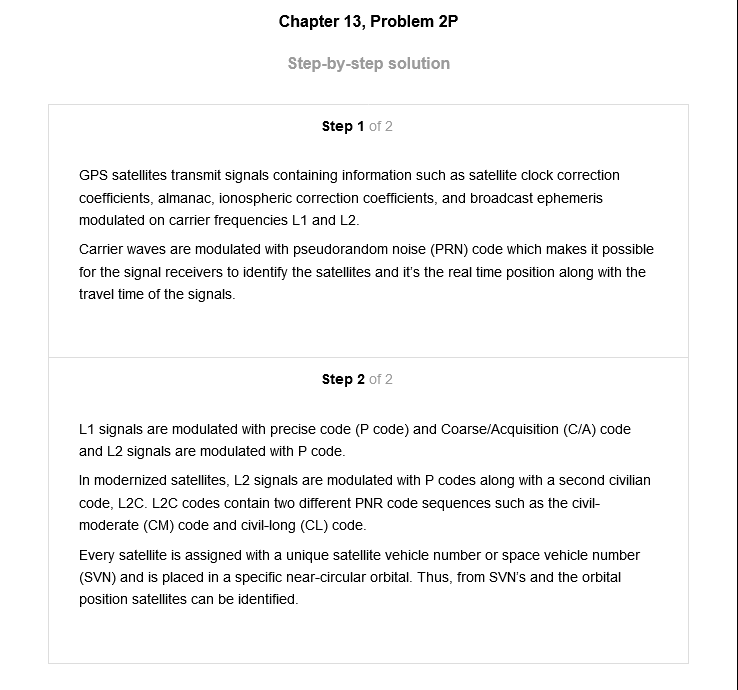 Chapter 13, Problem 2P
Step-by-step solution
Step 1 of 2
GPS satellites transmit signals containing information such as satellite clock correction
coefficients, almanac, ionospheric correction coefficients, and broadcast ephemeris
modulated on carrier frequencies L1 and L2.
Carrier waves are modulated with pseudorandom noise (PRN) code which makes it possible
for the signal receivers to identify the satellites and it's the real time position along with the
travel time of the signals.
Step 2 of 2
L1 signals are modulated with precise code (P code) and Coarse/Acquisition (C/A) code
and L2 signals are modulated with P code.
In modernized satellites, L2 signals are modulated with P codes along with a second civilian
code, L2C. L2C codes contain two different PNR code sequences such as the civil-
moderate (CM) code and civil-long (CL) code.
Every satellite is assigned with a unique satellite vehicle number or space vehicle number
(SVN) and is placed in a specific near-circular orbital. Thus, from SVN's and the orbital
position satellites can be identified.